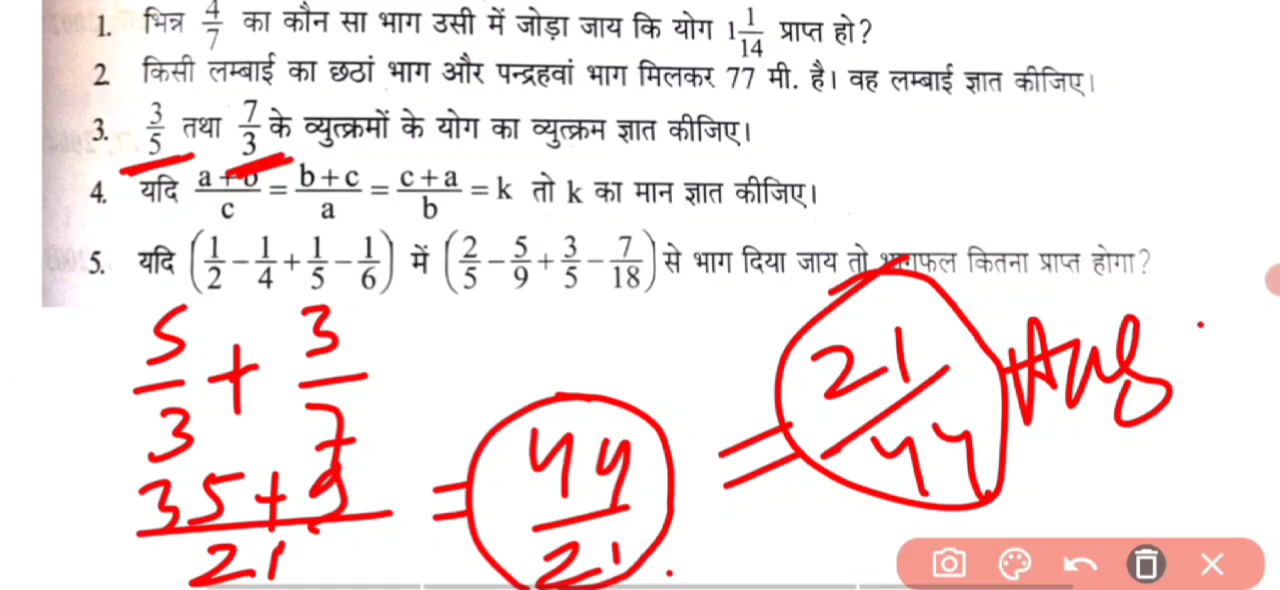 1. भिन्न 4/7 का कौन सा भाग उसी में जोड़ा जाय कि योग 1 1/14 प्राप्त हो?
2 किसी लम्बाई का छठां भाग और पन्द्रहवां भाग मिलकर 77 मी. है। वह लम्बाई ज्ञात कीजिए।
3. 3/5 तथा 7/3 के व्युत्क्रमों के योग का व्युत्क्रम ज्ञात कीजिए।
4. यदि (a+b)/c = (b+c)/a = (c+a)/b = k तो k का मान ज्ञात कीजिए।
5. यदि (1/2 - 1/4 + 1/5 - 1/6) में (2/5 - 5/9 + 3/5 - 7/18) से भाग दिया जाय तो भागफल कितना प्राप्त होगा?
5/3 + 3/7
(35+9)/21 = 44/21 = 21/44 Ans